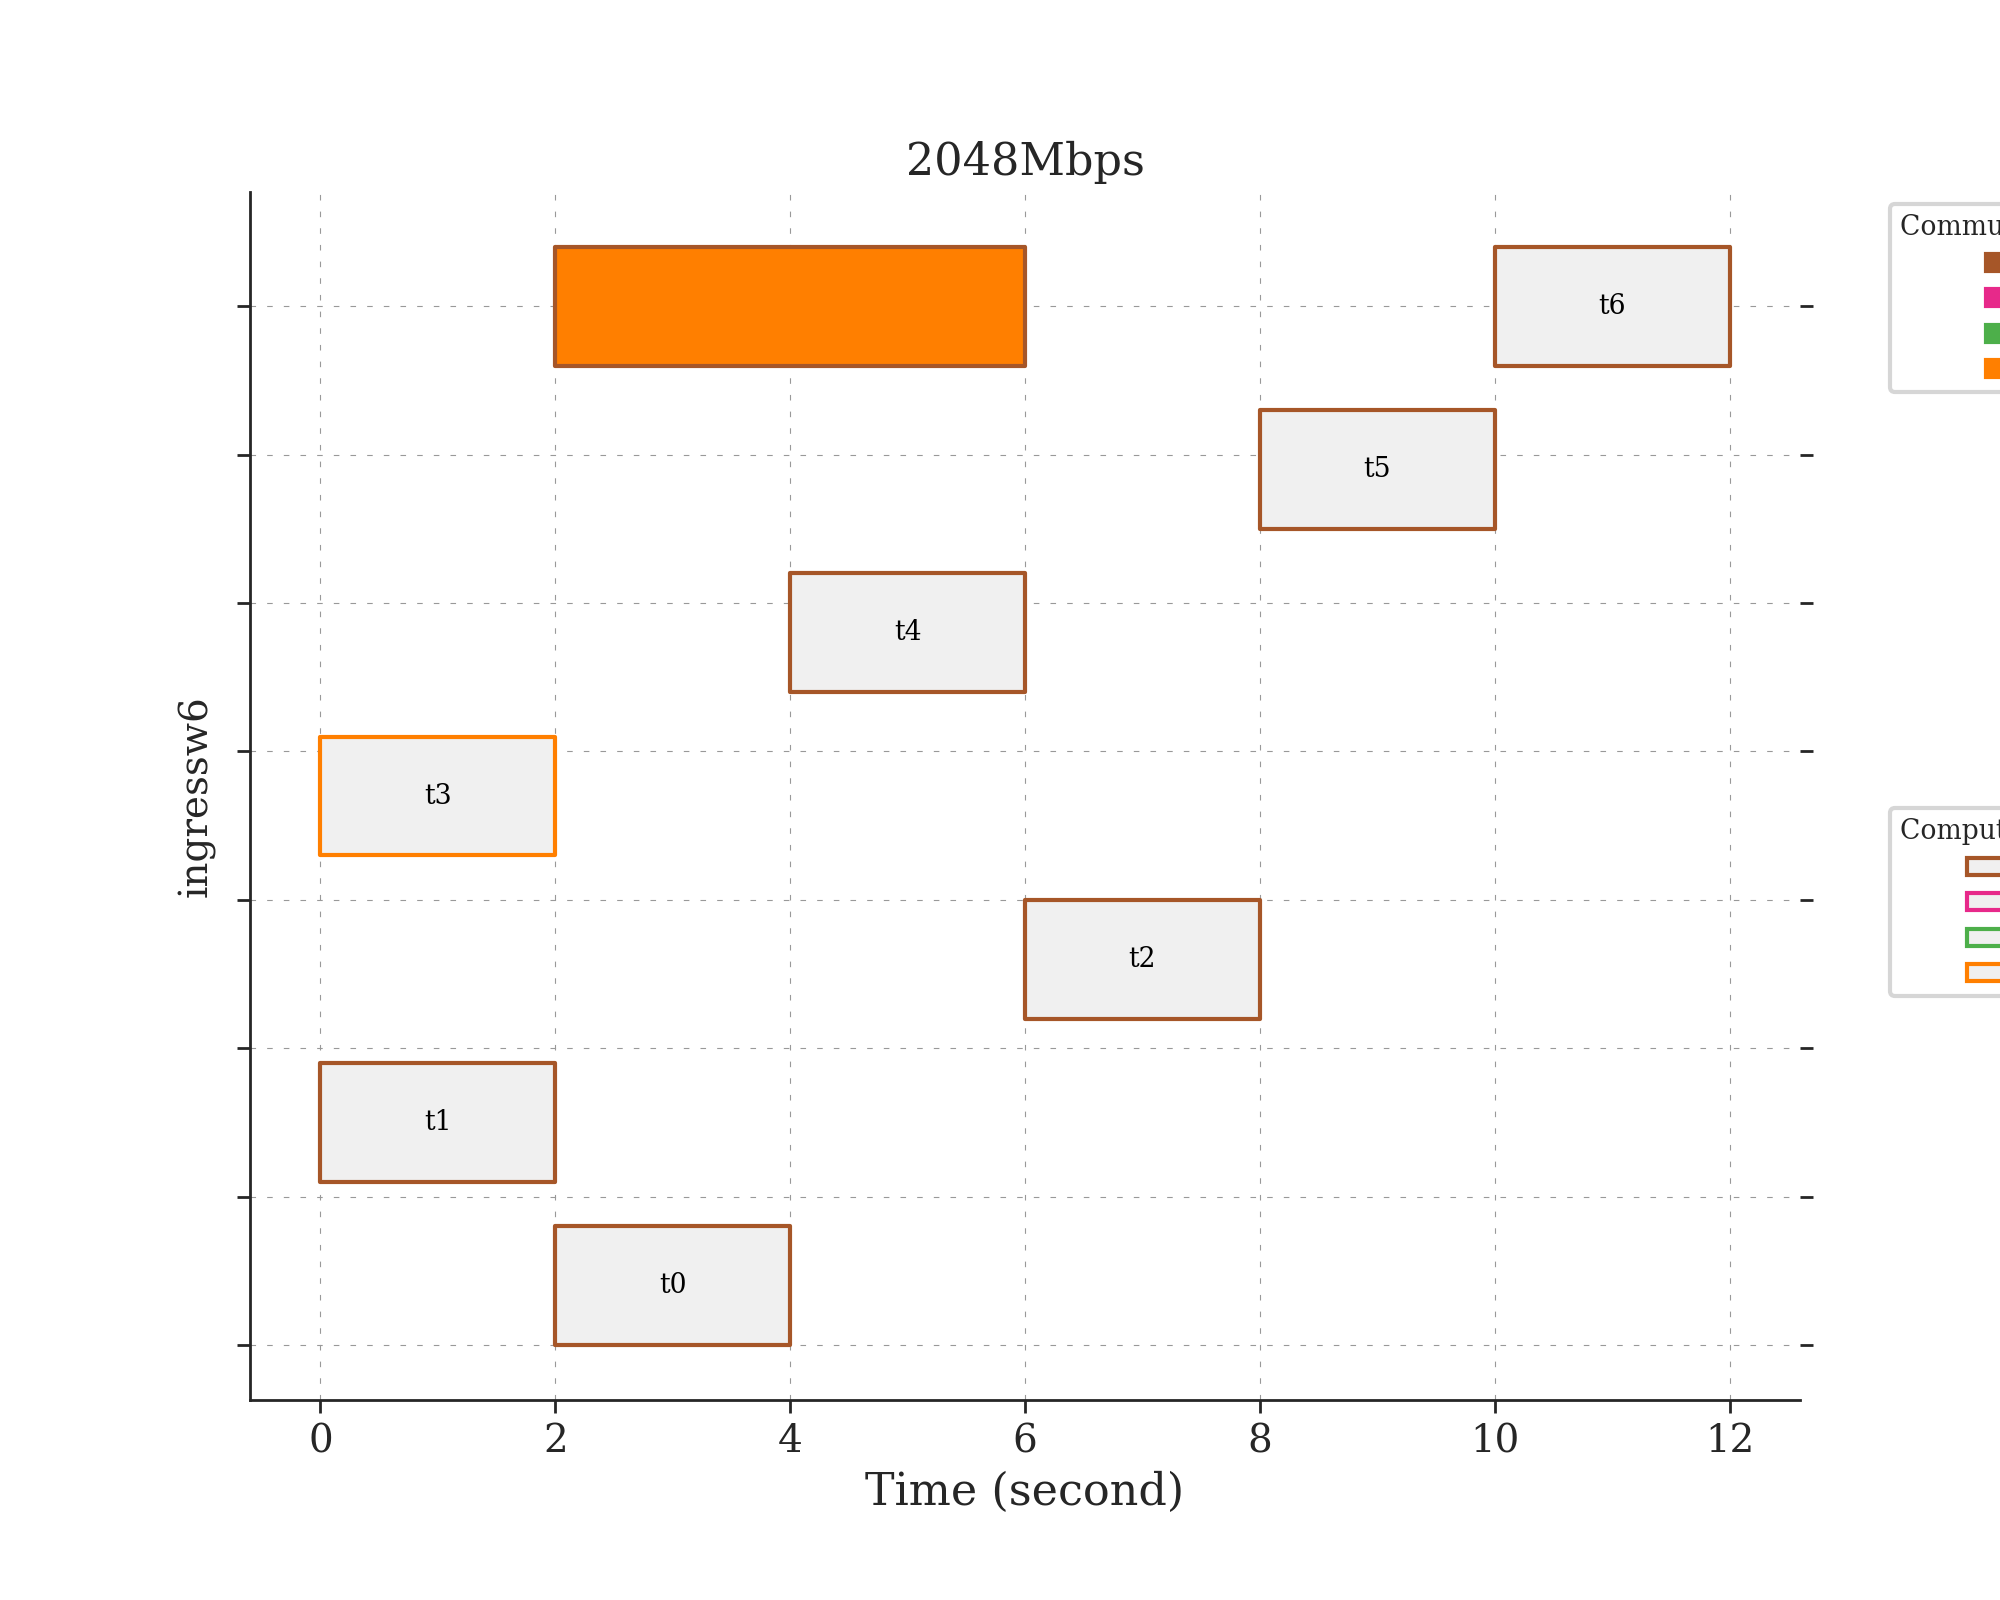 2048Mbps
Commu
t6
t5
t4
ingressw6
t3
Comput
t2
t1
t0
0 2 4 6 8 10 12
Time (second)